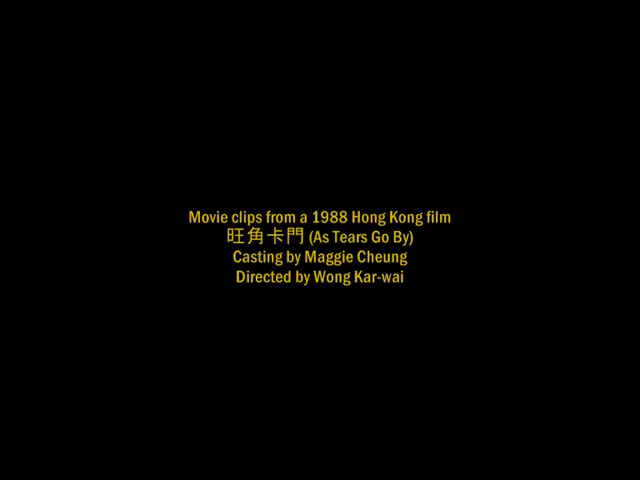 Movie clips from a 1988 Hong Kong film
旺角卡門 (As Tears Go By)
Casting by Maggie Cheung
Directed by Wong Kar-wai